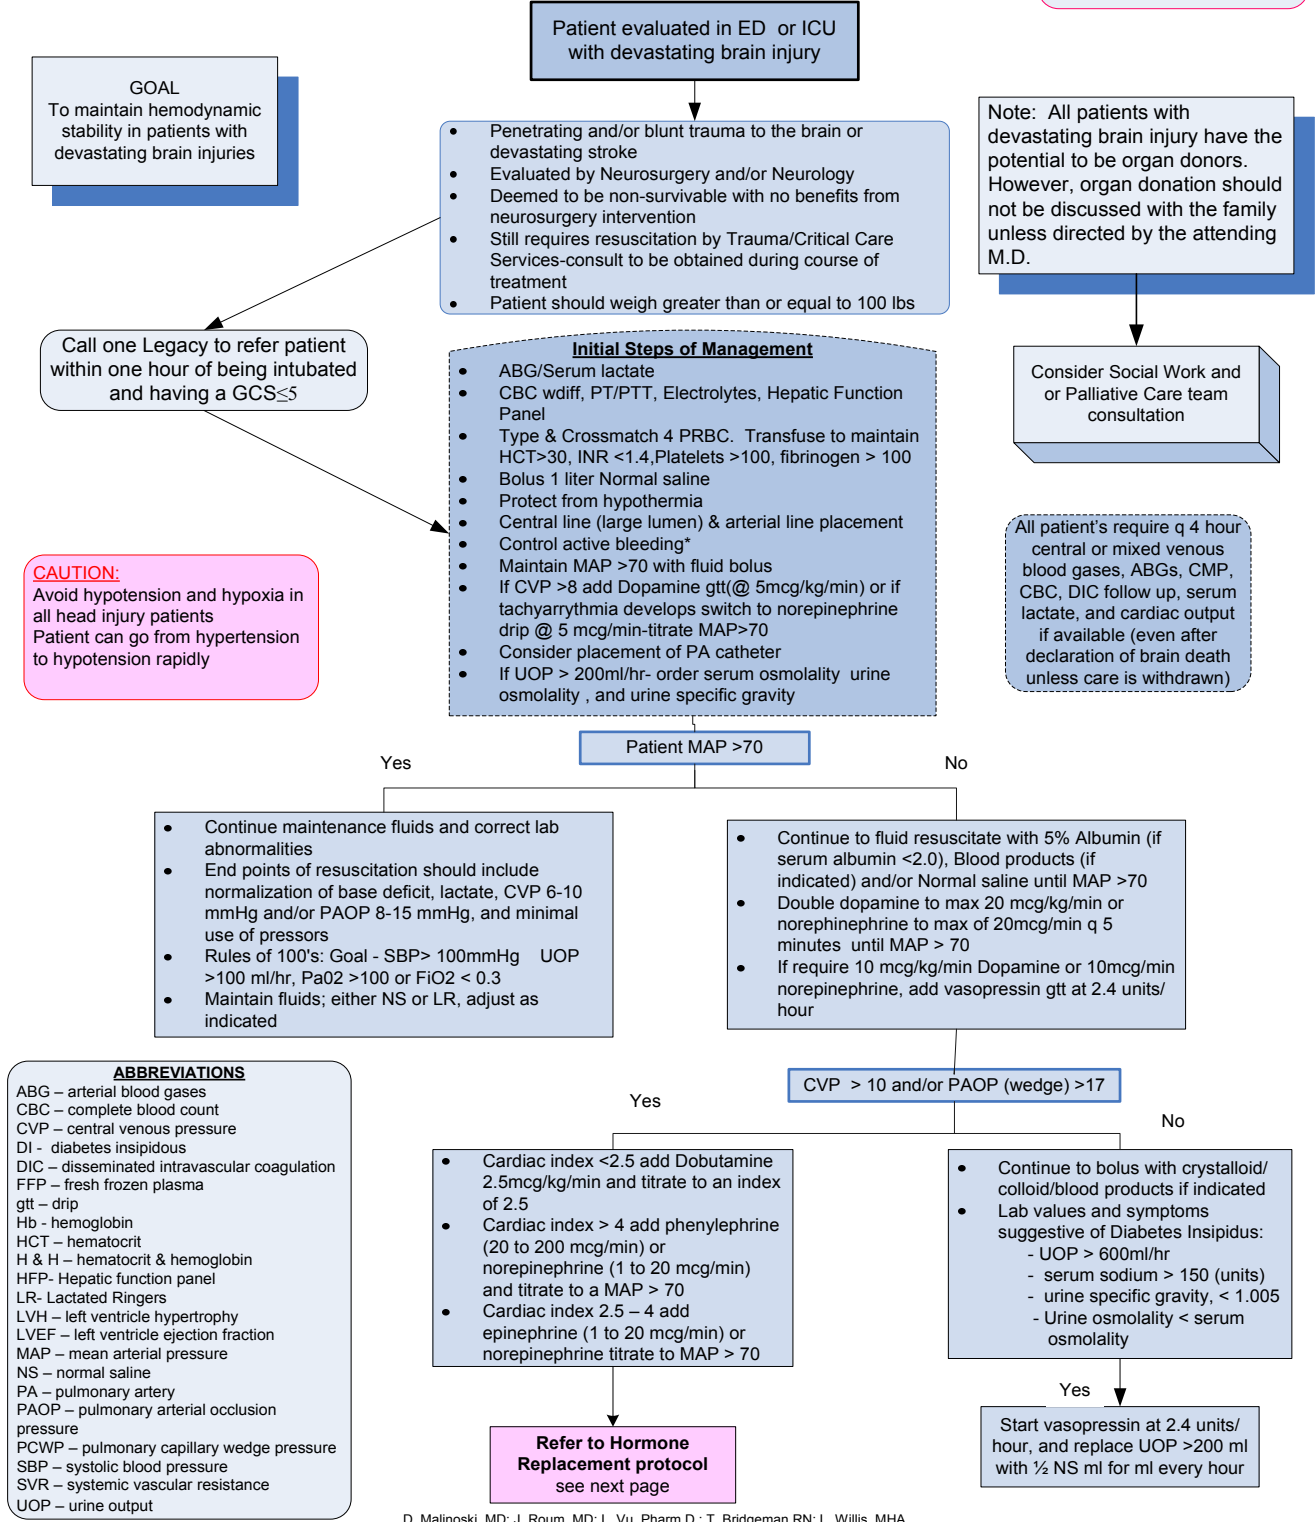 Patient evaluated in ED or ICU
with devastating brain injury
GOAL
To maintain hemodynamic
stability in patients with
devastating brain injuries
• Penetrating and/or blunt trauma to the brain or
devastating stroke
• Evaluated by Neurosurgery and/or Neurology
• Deemed to be non-survivable with no benefits from
neurosurgery intervention
• Still requires resuscitation by Trauma/Critical Care
Services-consult to be obtained during course of
treatment
• Patient should weigh greater than or equal to 100 lbs
Note: All patients with
devastating brain injury have the
potential to be organ donors.
However, organ donation should
not be discussed with the family
unless directed by the attending
M.D.
Call one Legacy to refer patient
within one hour of being intubated
and having a GCS≤5
Consider Social Work and
or Palliative Care team
consultation
Initial Steps of Management
• ABG/Serum lactate
• CBC wdiff, PT/PTT, Electrolytes, Hepatic Function
Panel
• Type & Crossmatch 4 PRBC. Transfuse to maintain
HCT>30, INR <1.4,Platelets >100, fibrinogen > 100
• Bolus 1 liter Normal saline
• Protect from hypothermia
• Central line (large lumen) & arterial line placement
• Control active bleeding*
• Maintain MAP >70 with fluid bolus
• If CVP >8 add Dopamine gtt(@ 5mcg/kg/min) or if
tachyarrythmia develops switch to norepinephrine
drip @ 5 mcg/min-titrate MAP>70
• Consider placement of PA catheter
• If UOP > 200ml/hr- order serum osmolality urine
osmolality , and urine specific gravity
CAUTION:
Avoid hypotension and hypoxia in
all head injury patients
Patient can go from hypertension
to hypotension rapidly
All patient's require q 4 hour
central or mixed venous
blood gases, ABGs, CMP,
CBC, DIC follow up, serum
lactate, and cardiac output
if available (even after
declaration of brain death
unless care is withdrawn)
Patient MAP >70
Yes
No
• Continue maintenance fluids and correct lab
abnormalities
• End points of resuscitation should include
normalization of base deficit, lactate, CVP 6-10
mmHg and/or PAOP 8-15 mmHg, and minimal
use of pressors
• Rules of 100's: Goal - SBP> 100mmHg UOP
>100 ml/hr, Pa02 >100 or FiO2 < 0.3
• Maintain fluids; either NS or LR, adjust as
indicated
• Continue to fluid resuscitate with 5% Albumin (if
serum albumin <2.0), Blood products (if
indicated) and/or Normal saline until MAP >70
• Double dopamine to max 20 mcg/kg/min or
norephinephrine to max of 20mcg/min q 5
minutes until MAP > 70
• If require 10 mcg/kg/min Dopamine or 10mcg/min
norepinephrine, add vasopressin gtt at 2.4 units/
hour
CVP > 10 and/or PAOP (wedge) >17
Yes
No
ABBREVIATIONS
ABG – arterial blood gases
CBC – complete blood count
CVP – central venous pressure
DI - diabetes insipidous
DIC – disseminated intravascular coagulation
FFP – fresh frozen plasma
gtt – drip
Hb - hemoglobin
HCT – hematocrit
H & H – hematocrit & hemoglobin
HFP- Hepatic function panel
LR- Lactated Ringers
LVH – left ventricle hypertrophy
LVEF – left ventricle ejection fraction
MAP – mean arterial pressure
NS – normal saline
PA – pulmonary artery
PAOP – pulmonary arterial occlusion
pressure
PCWP – pulmonary capillary wedge pressure
SBP – systolic blood pressure
SVR – systemic vascular resistance
UOP – urine output
• Cardiac index <2.5 add Dobutamine
2.5mcg/kg/min and titrate to an index
of 2.5
• Cardiac index > 4 add phenylephrine
(20 to 200 mcg/min) or
norepinephrine (1 to 20 mcg/min)
and titrate to a MAP > 70
• Cardiac index 2.5 – 4 add
epinephrine (1 to 20 mcg/min) or
norepinephrine titrate to MAP > 70
• Continue to bolus with crystalloid/
colloid/blood products if indicated
• Lab values and symptoms
suggestive of Diabetes Insipidus:
- UOP > 600ml/hr
- serum sodium > 150 (units)
- urine specific gravity, < 1.005
- Urine osmolality < serum
osmolality
Yes
Refer to Hormone
Replacement protocol
see next page
Start vasopressin at 2.4 units/
hour, and replace UOP >200 ml
with ½ NS ml for ml every hour
D. Malinoski, MD; J. Roum, MD; L. Vu, Pharm.D.; T. Bridgeman RN; L. Willis, MHA